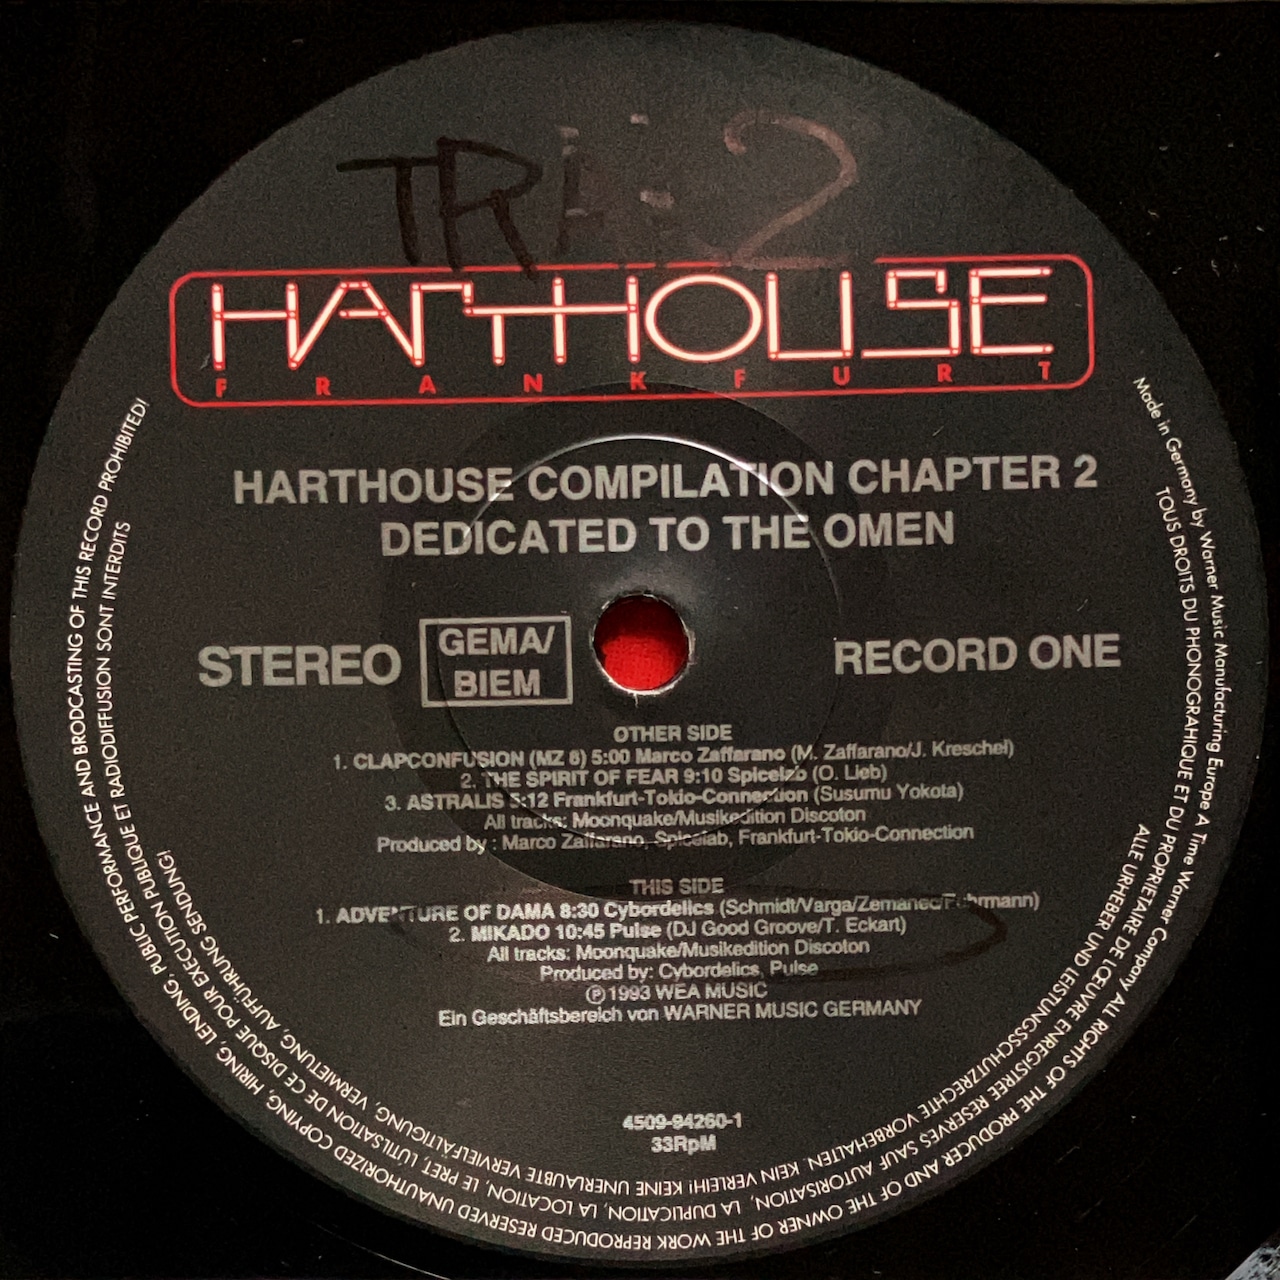 TRA 2
HARTHOUSE
FRANKFURT
HARTHOUSE COMPILATION CHAPTER 2
DEDICATED TO THE OMEN
STEREO
GEMA/
BIEM
RECORD ONE
OTHER SIDE
1. CLAPCONFUSION (MZ 8) 5:00 Marco Zaffarano (M. Zaffarano/J. Kreschel)
2. THE SPIRIT OF FEAR 9:10 Spicelab (O. Lieb)
3. ASTRALIS 5:12 Frankfurt-Tokio-Connection (Susumu Yokota)
All tracks: Moonquake/Musikedition Discoton
Produced by : Marco Zaffarano, Spicelab, Frankfurt-Tokio-Connection
THIS SIDE
1. ADVENTURE OF DAMA 8:30 Cybordelics (Schmidt/Varga/Zemanec/Fuhrmann)
2. MIKADO 10:45 Pulse (DJ Good Groove/T. Eckart)
All tracks: Moonquake/Musikedition Discoton
Produced by: Cybordelics, Pulse
Ⓟ 1993 WEA MUSIC
Ein Geschäftsbereich von WARNER MUSIC GERMANY
4509-94260-1
33RpM
Made in Germany by Warner Music Manufacturing Europe A Time Warner Company ALL RIGHTS OF THE PRODUCER AND OF THE OWNER OF THE WORK REPRODUCED RESERVED UNAUTHORIZED COPYING, HIRING, LENDING, PUBLIC PERFORMANCE AND BRODCASTING OF THIS RECORD PROHIBITED!
TOUS DROITS DU PHONOGRAHIQUE ET DU PROPRIETAIRE DE L'ŒUVRE ENREGISTREE RESERVES SAUF AUTORISATION, LA DUPLICATION, LA LOCATION, LE PRET, L'UTILSATION DE CE DISQUE POUR EXECUTION PUBLIQUE ET RADIODIFFUSION SONT INTERDITS
ALLE URHEBER UND LEISTUNGSSCHUTZRECHTE VORBEHALTEN KEIN VERLEIH! KEINE UNERLAUBTE VERVIELFÄLTIGUNG, VERMIETUNG, AUFFÜHRUNG SENDUNG!